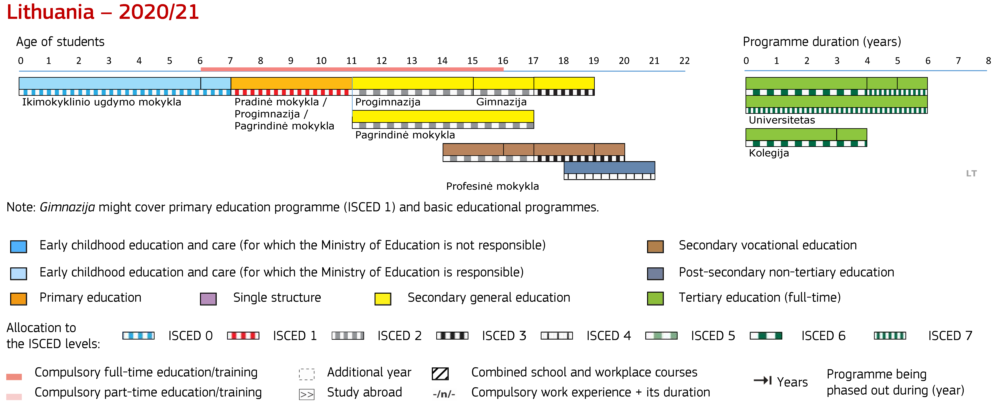 Lithuania – 2020/21
Age of students
Programme duration (years)
0 1 2 3 4 5 6 7 8 9 10 11 12 13 14 15 16 17 18 19 20 21 22
0 1 2 3 4 5 6 7 8
Ikimokyklinio ugdymo mokykla
Pradinė mokykla /
Progimnazija /
Pagrindinė mokykla
Progimnazija
Gimnazija
Pagrindinė mokykla
Profesinė mokykla
Universitetas
Kolegija
LT
Note: Gimnazija might cover primary education programme (ISCED 1) and basic educational programmes.
Early childhood education and care (for which the Ministry of Education is not responsible)
Secondary vocational education
Early childhood education and care (for which the Ministry of Education is responsible)
Post-secondary non-tertiary education
Primary education
Single structure
Secondary general education
Tertiary education (full-time)
Allocation to
the ISCED levels:
ISCED 0
ISCED 1
ISCED 2
ISCED 3
ISCED 4
ISCED 5
ISCED 6
ISCED 7
Compulsory full-time education/training
Additional year
Combined school and workplace courses
Compulsory part-time education/training
>>
Study abroad
-/n/-
Compulsory work experience + its duration
Years
Programme being
phased out during (year)